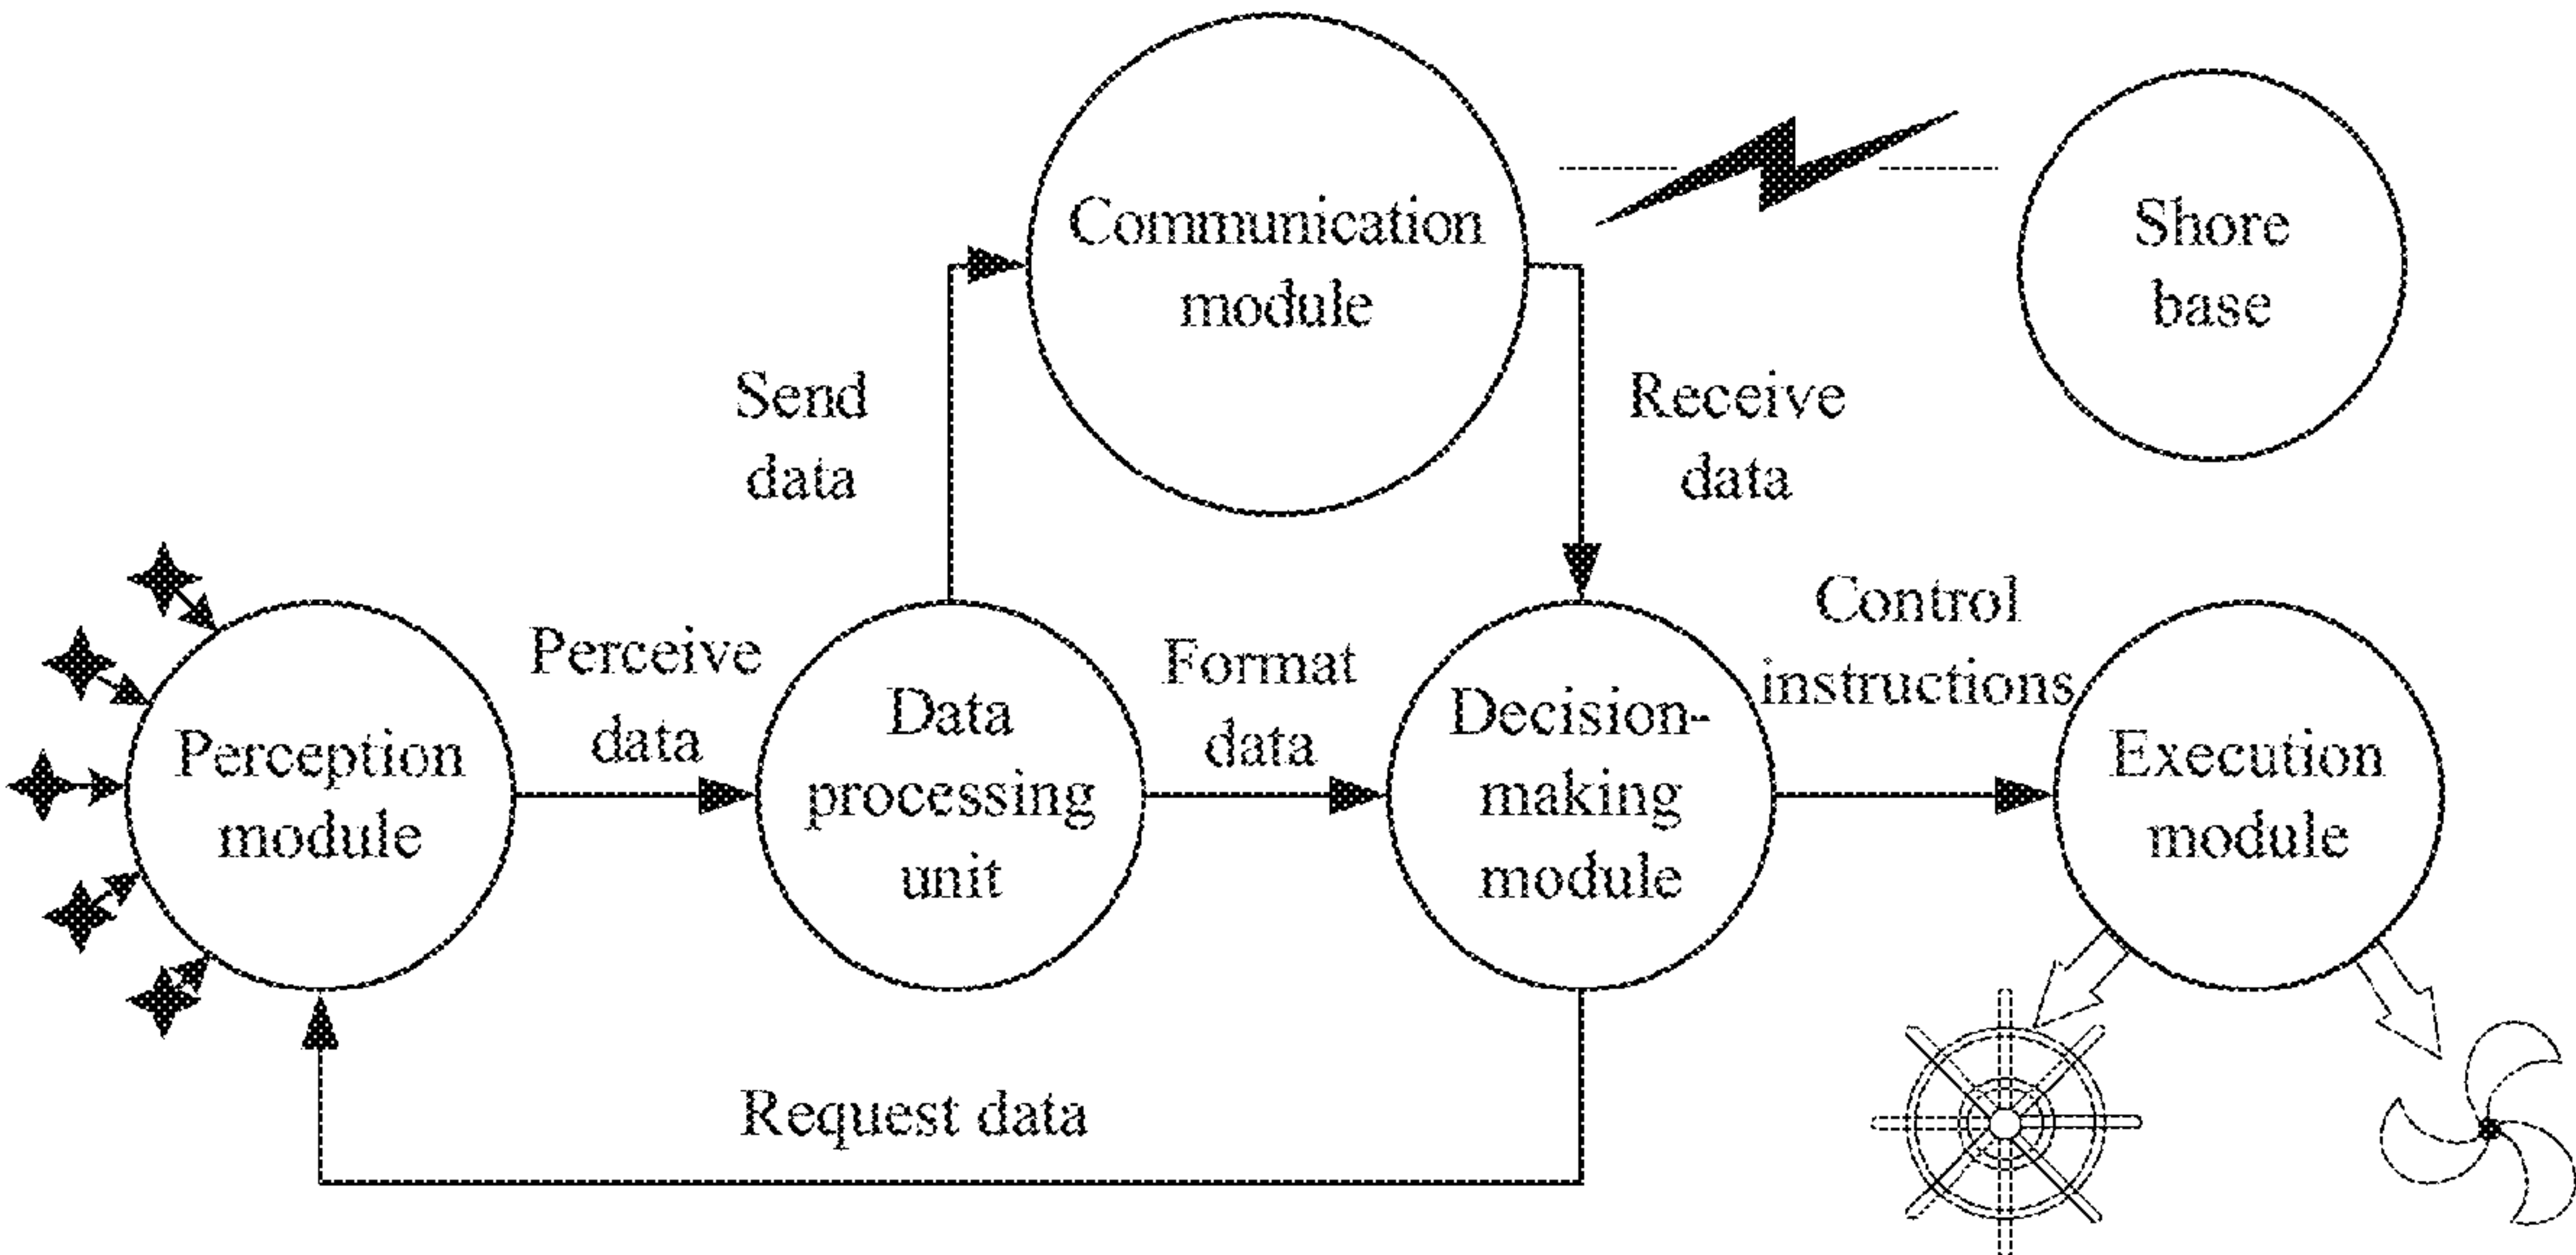 Communication
module
Shore
base
Send
data
Receive
data
Perception
module
Perceive
data
Data
processing
unit
Format
data
Decision-
making
module
Control
instructions
Execution
module
Request data